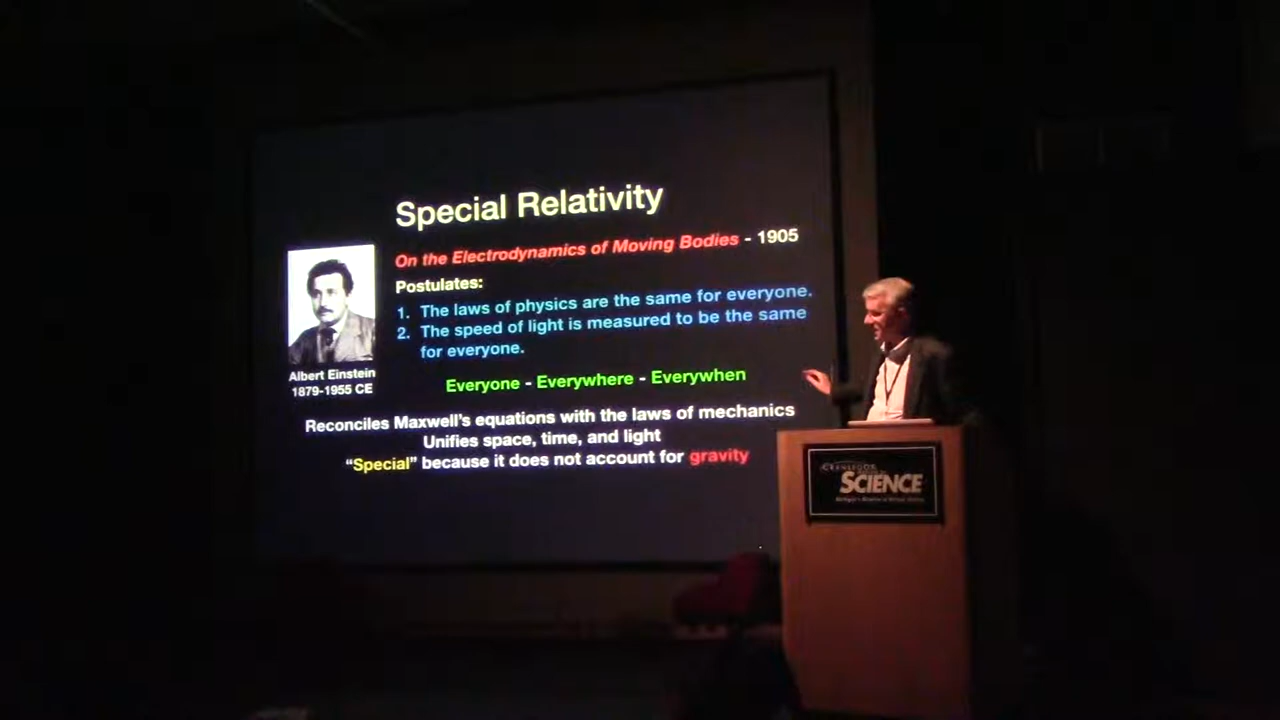 Special Relativity
On the Electrodynamics of Moving Bodies - 1905
Postulates:
1. The laws of physics are the same for everyone.
2. The speed of light is measured to be the same
for everyone.
Albert Einstein
1879-1955 CE
Everyone - Everywhere - Everywhen
Reconciles Maxwell's equations with the laws of mechanics
Unifies space, time, and light
"Special" because it does not account for gravity
CRANBROOK
SCIENCE